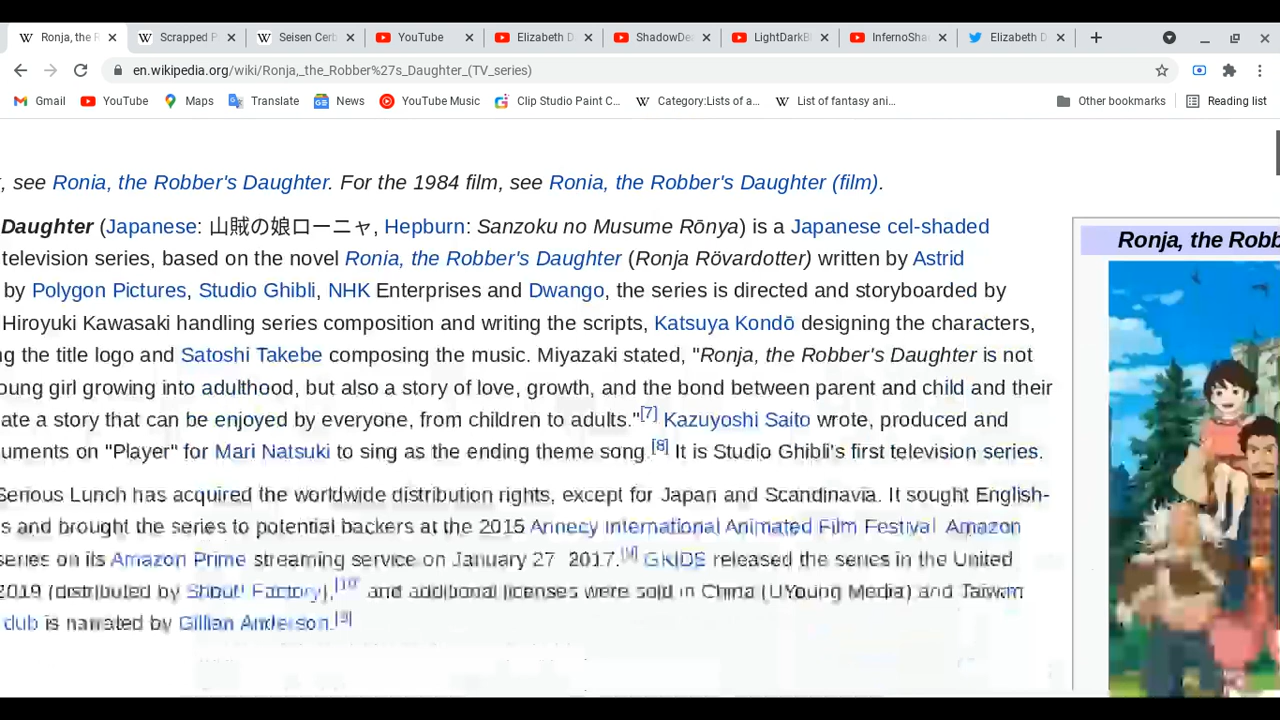 Ronja, the R
Scrapped P
Seisen Cerb
YouTube
Elizabeth D
ShadowDea
LightDarkBl
InfernoSha
Elizabeth D
en.wikipedia.org/wiki/Ronja,_the_Robber%27s_Daughter_(TV_series)
Gmail
YouTube
Maps
Translate
News
YouTube Music
Clip Studio Paint C...
Category:Lists of a...
List of fantasy ani...
Other bookmarks
Reading list
, see Ronia, the Robber's Daughter. For the 1984 film, see Ronia, the Robber's Daughter (film).
Daughter (Japanese: 山賊の娘ローニャ, Hepburn: Sanzoku no Musume Rōnya) is a Japanese cel-shaded
television series, based on the novel Ronia, the Robber's Daughter (Ronja Rövardotter) written by Astrid
by Polygon Pictures, Studio Ghibli, NHK Enterprises and Dwango, the series is directed and storyboarded by
Hiroyuki Kawasaki handling series composition and writing the scripts, Katsuya Kondō designing the characters,
ng the title logo and Satoshi Takebe composing the music. Miyazaki stated, "Ronja, the Robber's Daughter is not
oung girl growing into adulthood, but also a story of love, growth, and the bond between parent and child and their
ate a story that can be enjoyed by everyone, from children to adults."[7] Kazuyoshi Saito wrote, produced and
uments on "Player" for Mari Natsuki to sing as the ending theme song.[8] It is Studio Ghibli's first television series.
Serious Lunch has acquired the worldwide distribution rights, except for Japan and Scandinavia. It sought English-
s and brought the series to potential backers at the 2015 Annecy International Animated Film Festival Amazon
series on its Amazon Prime streaming service on January 27 2017. GKIDS released the series in the United
2019 (distributed by Shout! Factory),[10] and additional licenses were sold in China (UYoung Media) and Taiwan
dub is narrated by Gillian Anderson.
Ronja, the Robb